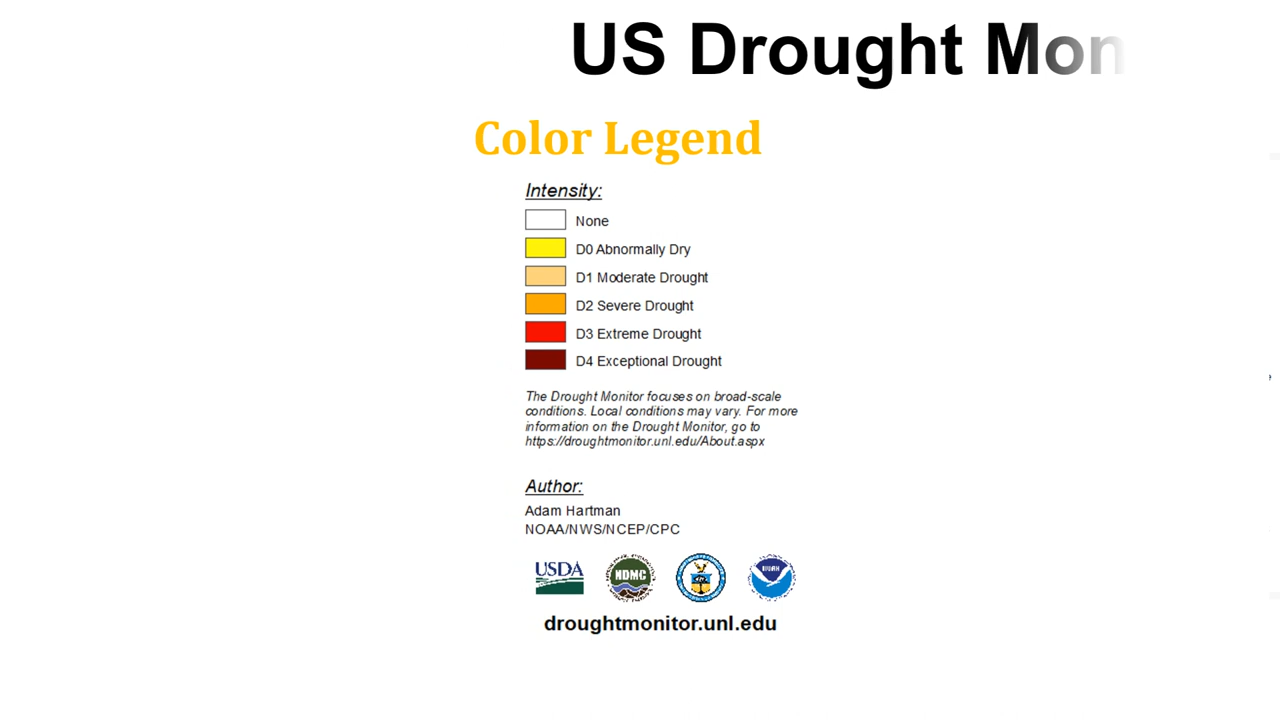 US Drought Mon
Color Legend
Intensity:
None
D0 Abnormally Dry
D1 Moderate Drought
D2 Severe Drought
D3 Extreme Drought
D4 Exceptional Drought
The Drought Monitor focuses on broad-scale
conditions. Local conditions may vary. For more
information on the Drought Monitor, go to
https://droughtmonitor.unl.edu/About.aspx
Author:
Adam Hartman
NOAA/NWS/NCEP/CPC
USDA
NDMC
NOAA
droughtmonitor.unl.edu